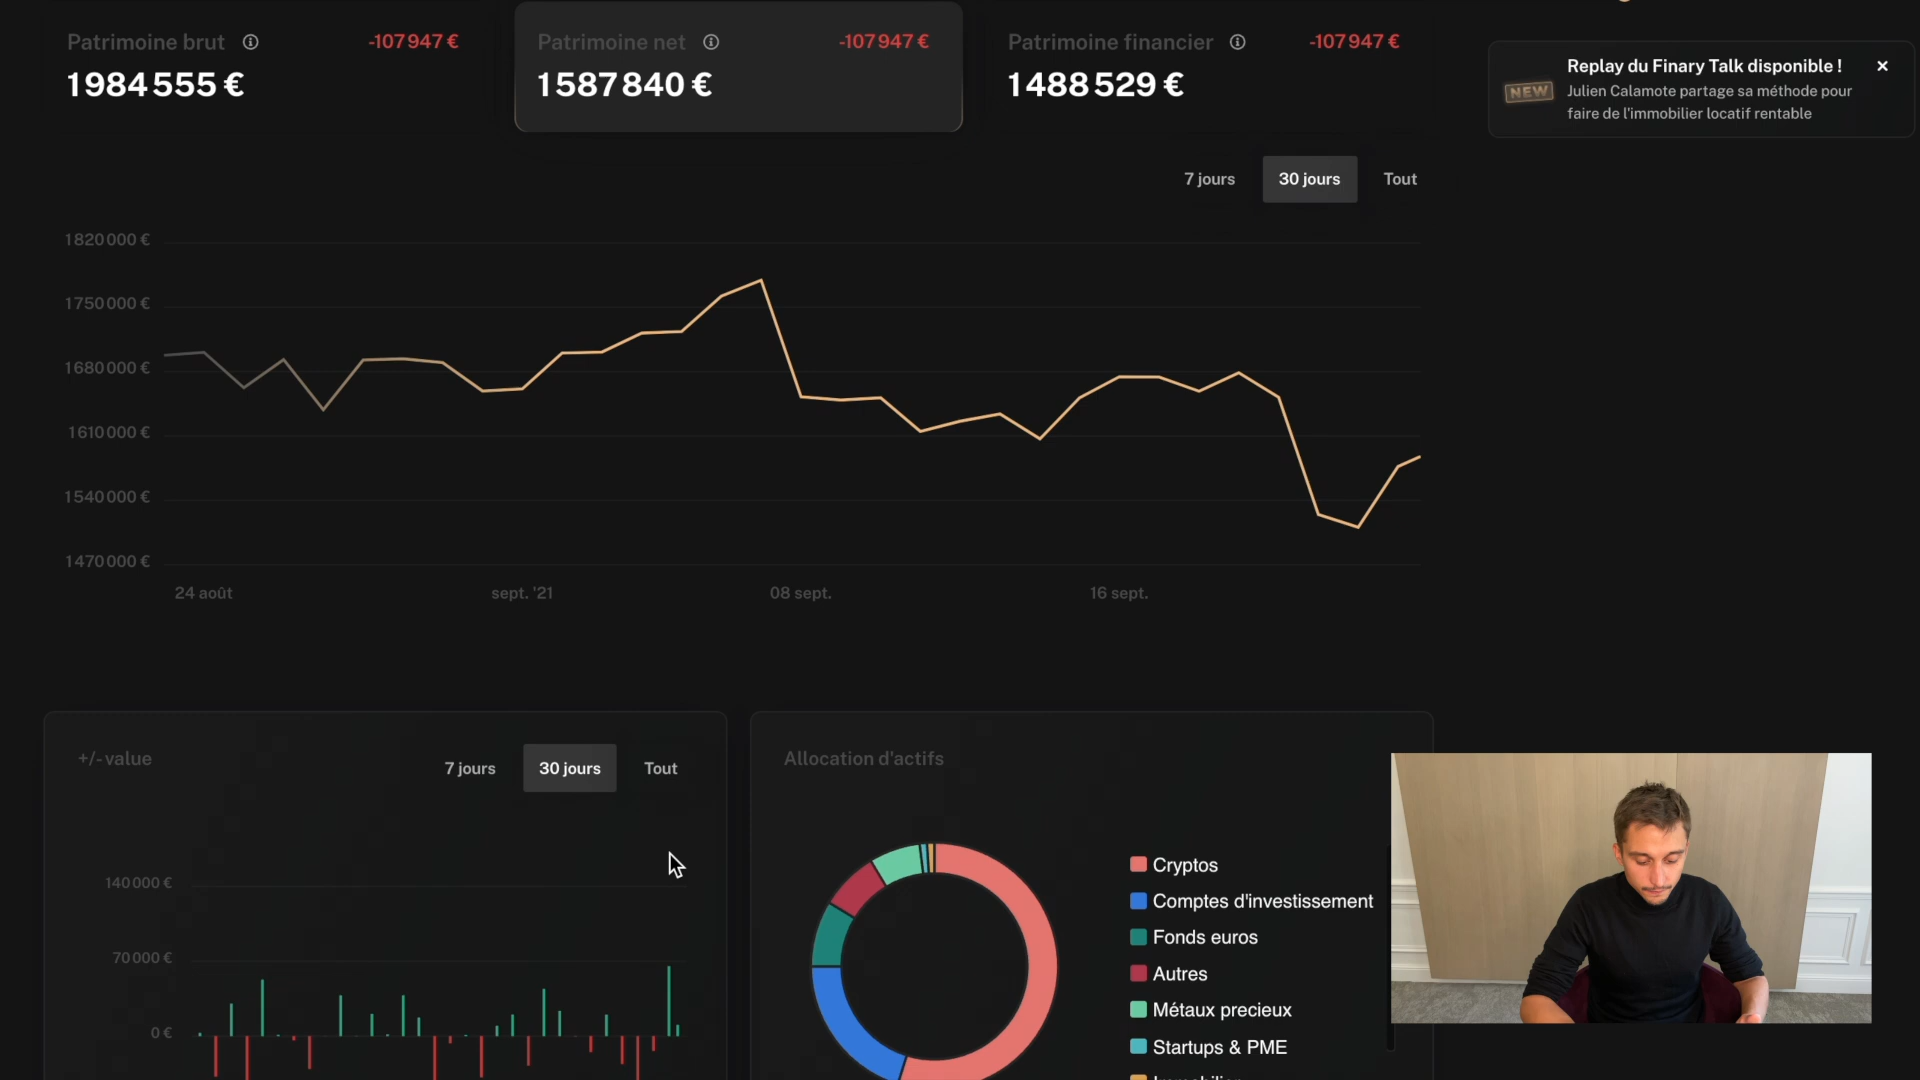 Patrimoine brut
-107 947 €
1 984 555 €
Patrimoine net
-107 947 €
1 587 840 €
Patrimoine financier
-107 947 €
1 488 529 €
NEW
Replay du Finary Talk disponible !
Julien Calamote partage sa méthode pour
faire de l'immobilier locatif rentable
7 jours
30 jours
Tout
1 820 000 €
1 750 000 €
1 680 000 €
1 610 000 €
1 540 000 €
1 470 000 €
24 août
sept. '21
08 sept.
16 sept.
+/- value
7 jours
30 jours
Tout
140 000 €
70 000 €
0 €
Allocation d'actifs
Cryptos
Comptes d'investissement
Fonds euros
Autres
Métaux precieux
Startups & PME